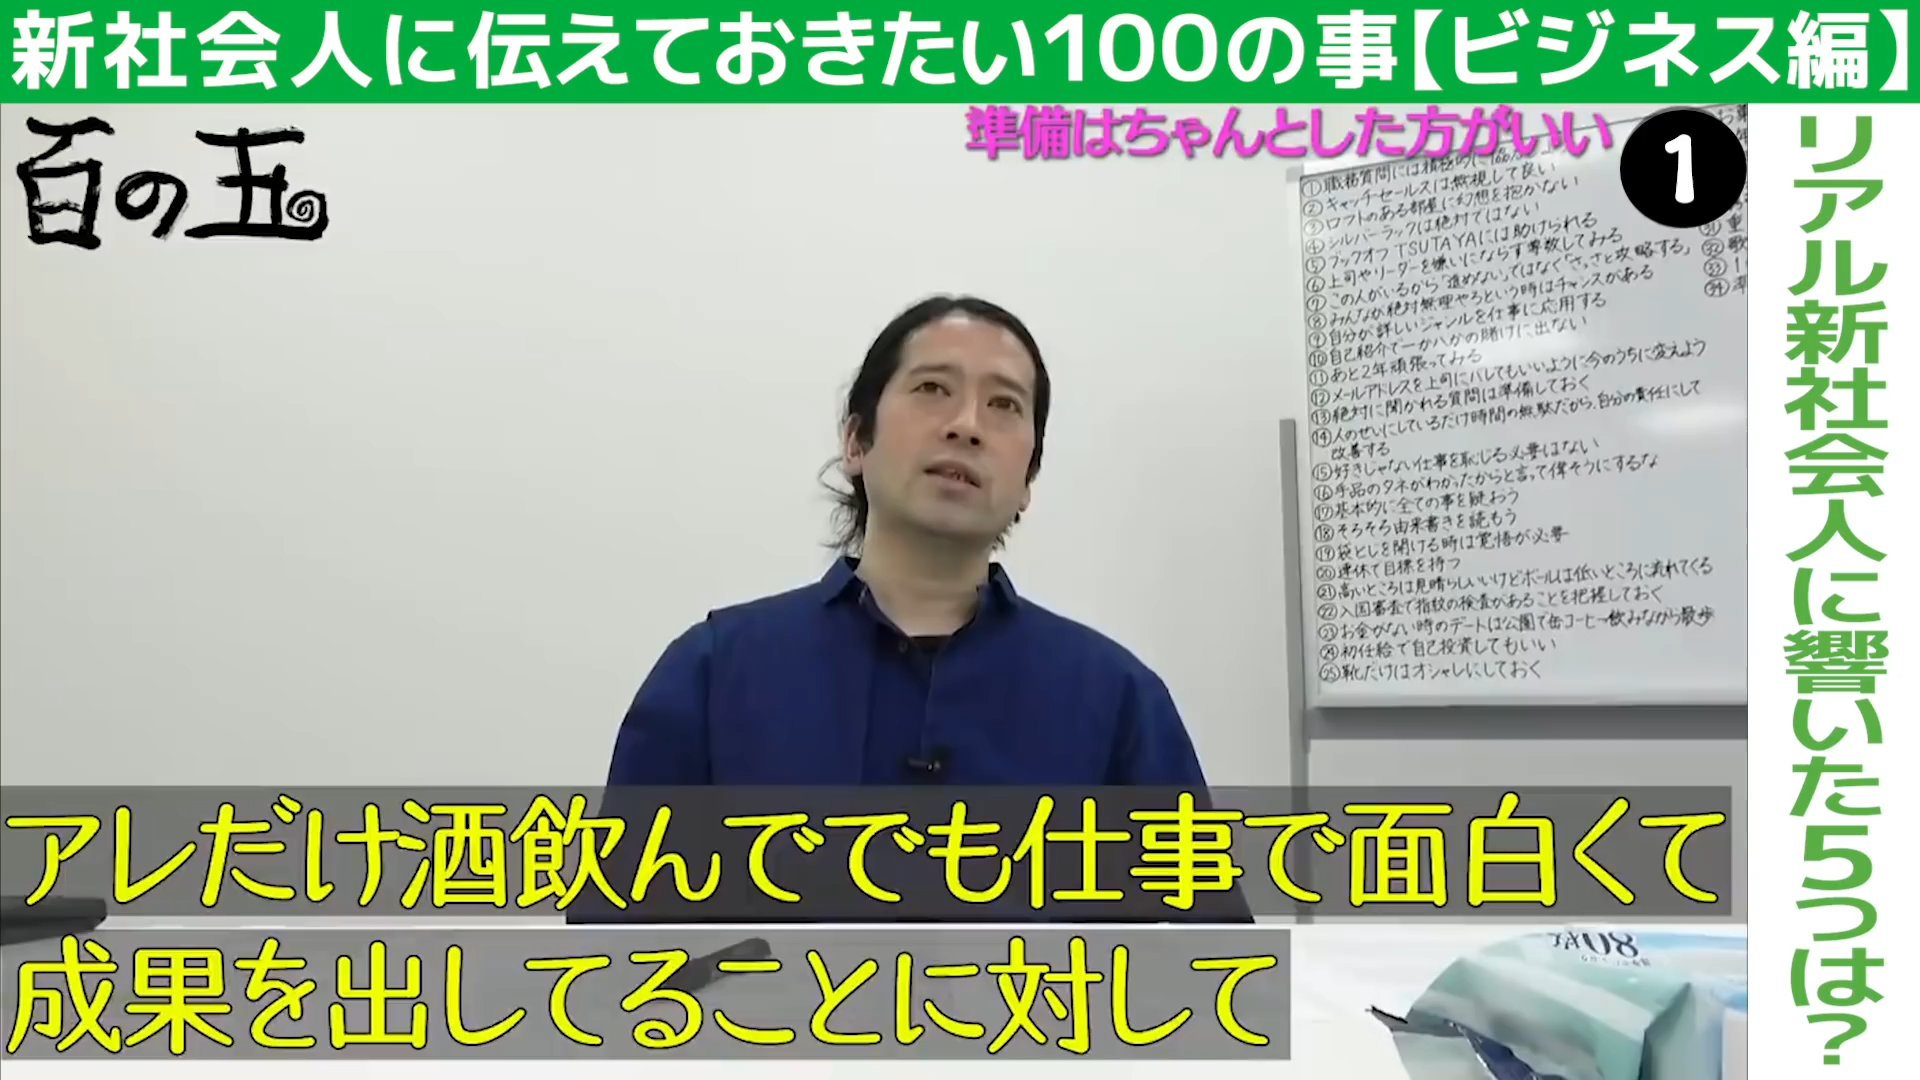 新社会人に伝えておきたい100の事【ビジネス編】
百の玉
準備はちゃんとした方がいい
1
リアル新社会人に響いた5つは?
①職務質問には積極的に協力
②キャッチセールスは無視して良い
③ロフトのある部屋に幻想を抱かない
④シルバーラックは絶対ではない
⑤ブックオフ TSUTAYAには助けられる
⑥上司やリーダーを嫌いにならず尊敬してみる
⑦この人がいるから「進めない」ではなく「さっさと攻略する」
⑧みんなが絶対無理やろという時はチャンスがある
⑨自分が詳しいジャンルを仕事に応用する
⑩自己紹介で一か八かの賭けに出ない
⑪あと2年頑張ってみる
⑫メールアドレスを上司にバレてもいいように今のうちに変えよう
⑬絶対に聞かれる質問は準備しておく
⑭人のせいにしているだけ時間の無駄だから、自分の責任にして
改善する
⑮好きじゃない仕事を恥じる必要はない
⑯手品のタネがわかったからと言って偉そうにするな
⑰基本的に全ての事を疑おう
⑱そろそろ由来書きを読もう
⑲袋とじを開ける時は覚悟が必要
⑳連休で目標を持つ
㉑高いところは見晴らしいいけどボールは低いところに流れてくる
㉒入国審査で指紋の検査があることを把握しておく
㉓お金がない時のデートは公園で缶コーヒー飲みながら散歩
㉔初任給で自己投資してもいい
㉕靴だけはオシャレにしておく
㉛重
㉜歌
㉝1
㉞準
アレだけ酒飲んででも仕事で面白くて
成果を出してることに対して